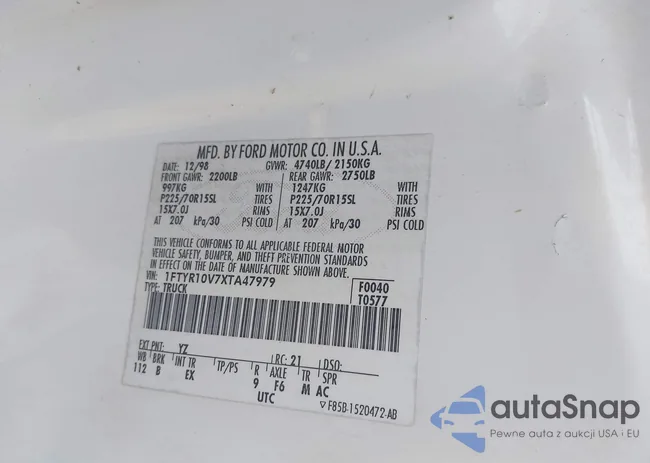 MFD. BY FORD MOTOR CO. IN U.S.A.
DATE: 12/98 GVWR: 4740LB/ 2150KG
FRONT GAWR: 2200LB REAR GAWR: 2750LB
997KG WITH 1247KG WITH
P225/70R15SL TIRES P225/70R15SL TIRES
15X7.0J RIMS 15X7.0J RIMS
AT 207 kPa/30 PSI COLD AT 207 kPa/30 PSI COLD
THIS VEHICLE CONFORMS TO ALL APPLICABLE FEDERAL MOTOR
VEHICLE SAFETY, BUMPER, AND THEFT PREVENTION STANDARDS
IN EFFECT ON THE DATE OF MANUFACTURE SHOWN ABOVE.
VIN: 1FTYR10V7XTA47979 F0040
TYPE: TRUCK T0577
EXT PNT: YZ RC: 21 DSO:
WB BRK INT TR TP/PS R AXLE TR SPR
112 B EX 9 F6 M AC
UTC
F85B-1520472-AB
autoSnap
Pewne auta z aukcji USA i EU